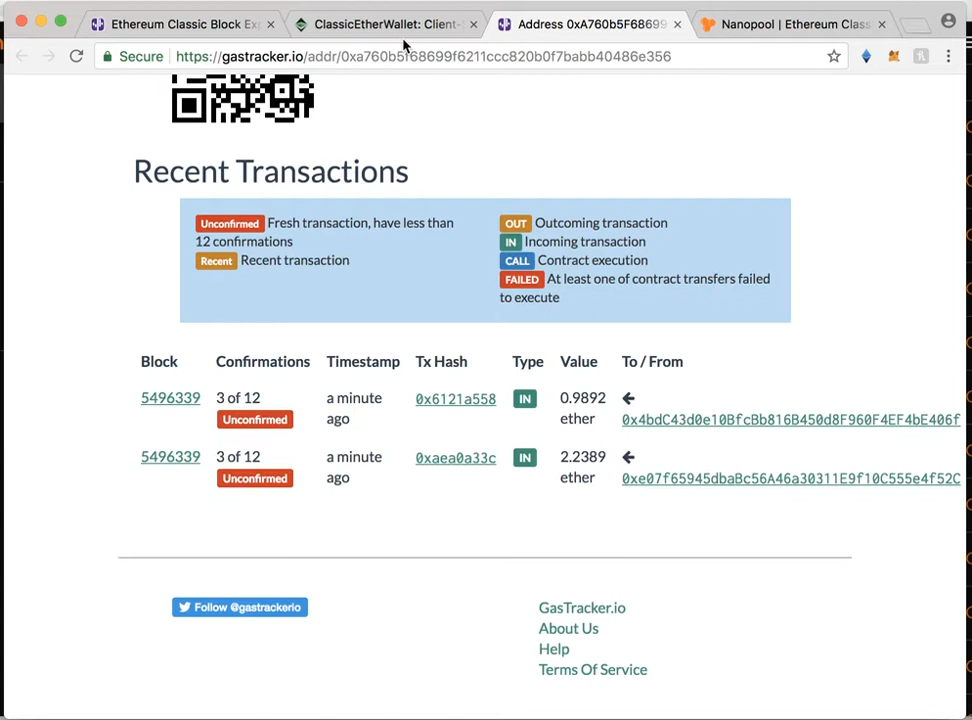 Ethereum Classic Block Exp
ClassicEtherWallet: Client-
Address 0xA760b5F68699
Nanopool | Ethereum Class
Secure https://gastracker.io/addr/0xa760b5f68699f6211ccc820b0f7babb40486e356
Recent Transactions
Unconfirmed Fresh transaction, have less than
12 confirmations
Recent Recent transaction
OUT Outcoming transaction
IN Incoming transaction
CALL Contract execution
FAILED At least one of contract transfers failed
to execute
Block Confirmations Timestamp Tx Hash Type Value To / From
5496339 3 of 12 a minute 0x6121a558 IN 0.9892
Unconfirmed ago ether 0x4bdC43d0e10BfcBb816B450d8F960F4EF4bE406f
5496339 3 of 12 a minute 0xaea0a33c IN 2.2389
Unconfirmed ago ether 0xe07f65945dbaBc56A46a30311E9f10C555e4f52C
Follow @gastrackerio
GasTracker.io
About Us
Help
Terms Of Service